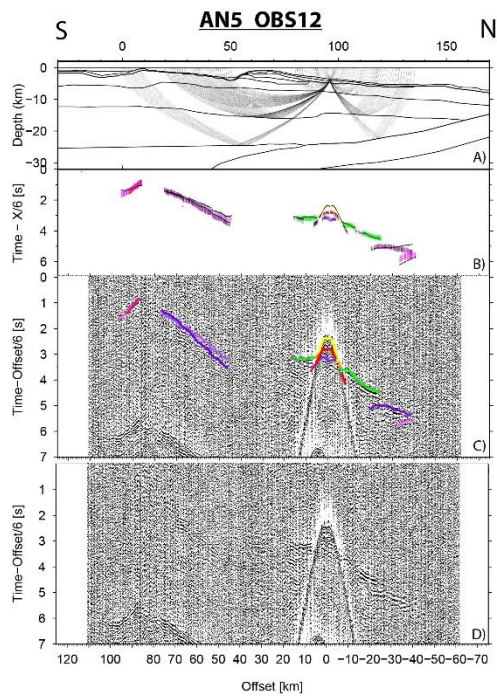 AN5 OBS12
S N
0 50 100 150
Depth (km)
0
-10
-20
-30
A)
Time - X/6 [s]
2
4
6
B)
Time-Offset/6 [s]
0
1
2
3
4
5
6
7
C)
Time-Offset/6 [s]
1
2
3
4
5
6
7
D)
120 100 90 80 70 60 50 40 30 20 10 0 -10 -20 -30 -40 -50 -60 -70
Offset [km]